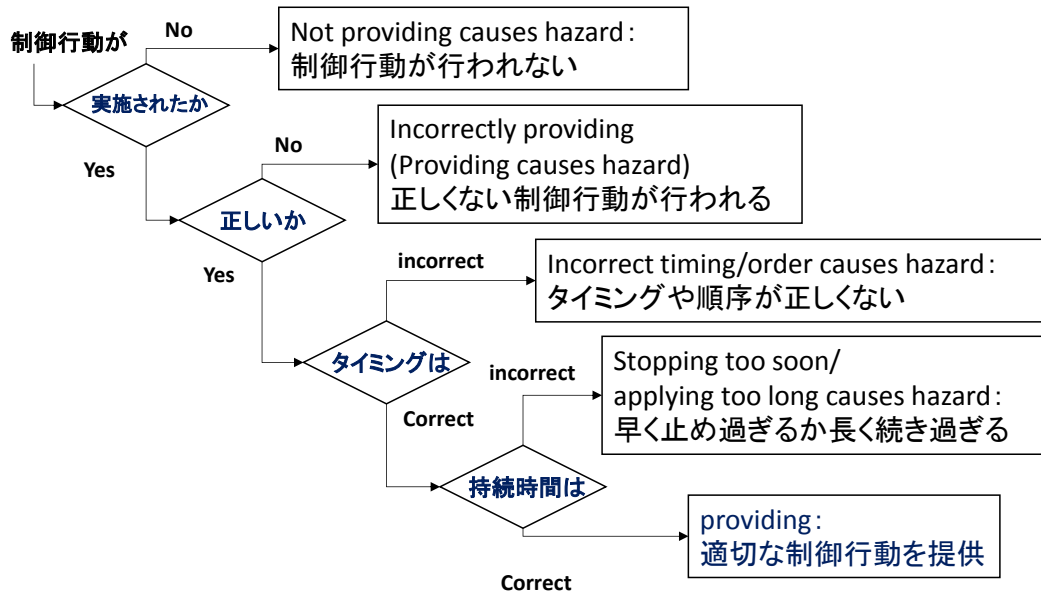 制御行動が
No
Not providing causes hazard：
制御行動が行われない
実施されたか
Yes
No
Incorrectly providing
(Providing causes hazard)
正しくない制御行動が行われる
正しいか
Yes
incorrect
Incorrect timing/order causes hazard：
タイミングや順序が正しくない
タイミングは
Correct
incorrect
Stopping too soon/
applying too long causes hazard：
早く止め過ぎるか長く続き過ぎる
持続時間は
Correct
providing：
適切な制御行動を提供